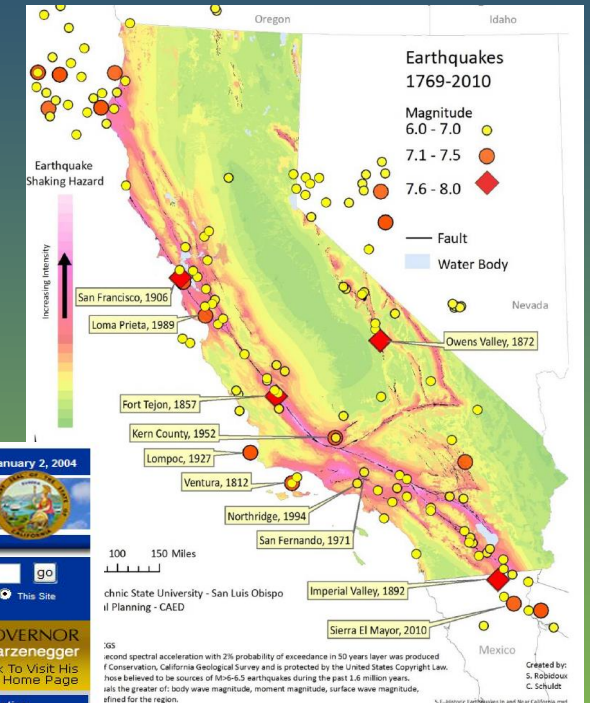 Oregon
Idaho
Earthquakes
1769-2010
Magnitude
6.0 - 7.0
7.1 - 7.5
7.6 - 8.0
Fault
Water Body
Earthquake
Shaking Hazard
Increasing Intensity
San Francisco, 1906
Loma Prieta, 1989
Nevada
Owens Valley, 1872
Fort Tejon, 1857
Kern County, 1952
Lompoc, 1927
Ventura, 1812
Northridge, 1994
San Fernando, 1971
Imperial Valley, 1892
Sierra El Mayor, 2010
Mexico
100 150 Miles
chnic State University - San Luis Obispo
l Planning - CAED
econd spectral acceleration with 2% probability of exceedance in 50 years layer was produced
f Conservation, California Geological Survey and is protected by the United States Copyright Law.
hose believed to be sources of M>6-6.5 earthquakes during the past 1.6 million years.
als the greater of: body wave magnitude, moment magnitude, surface wave magnitude,
efined for the region.
Created by:
S. Robidoux
C. Schuldt
anuary 2, 2004
SEAL OF THE
go
This Site
OVERNOR
arzenegger
k To Visit His
Home Page